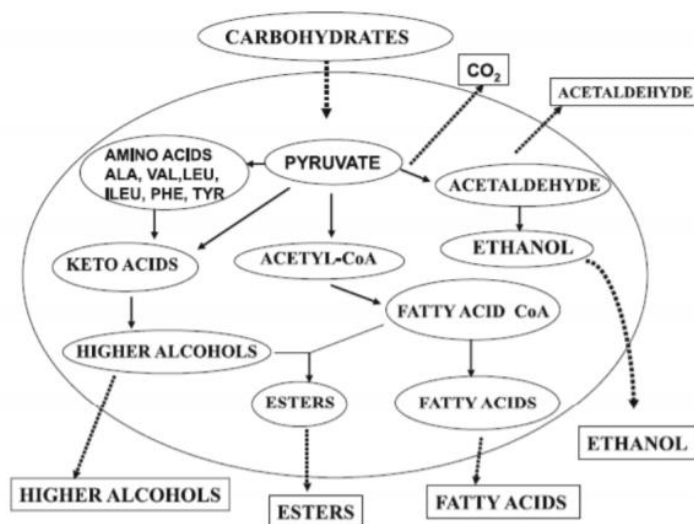 CARBOHYDRATES
CO2
ACETALDEHYDE
AMINO ACIDS
ALA, VAL,LEU,
ILEU, PHE, TYR
PYRUVATE
ACETALDEHYDE
KETO ACIDS
ACETYL-CoA
ETHANOL
FATTY ACID CoA
HIGHER ALCOHOLS
ESTERS
FATTY ACIDS
ETHANOL
HIGHER ALCOHOLS
ESTERS
FATTY ACIDS